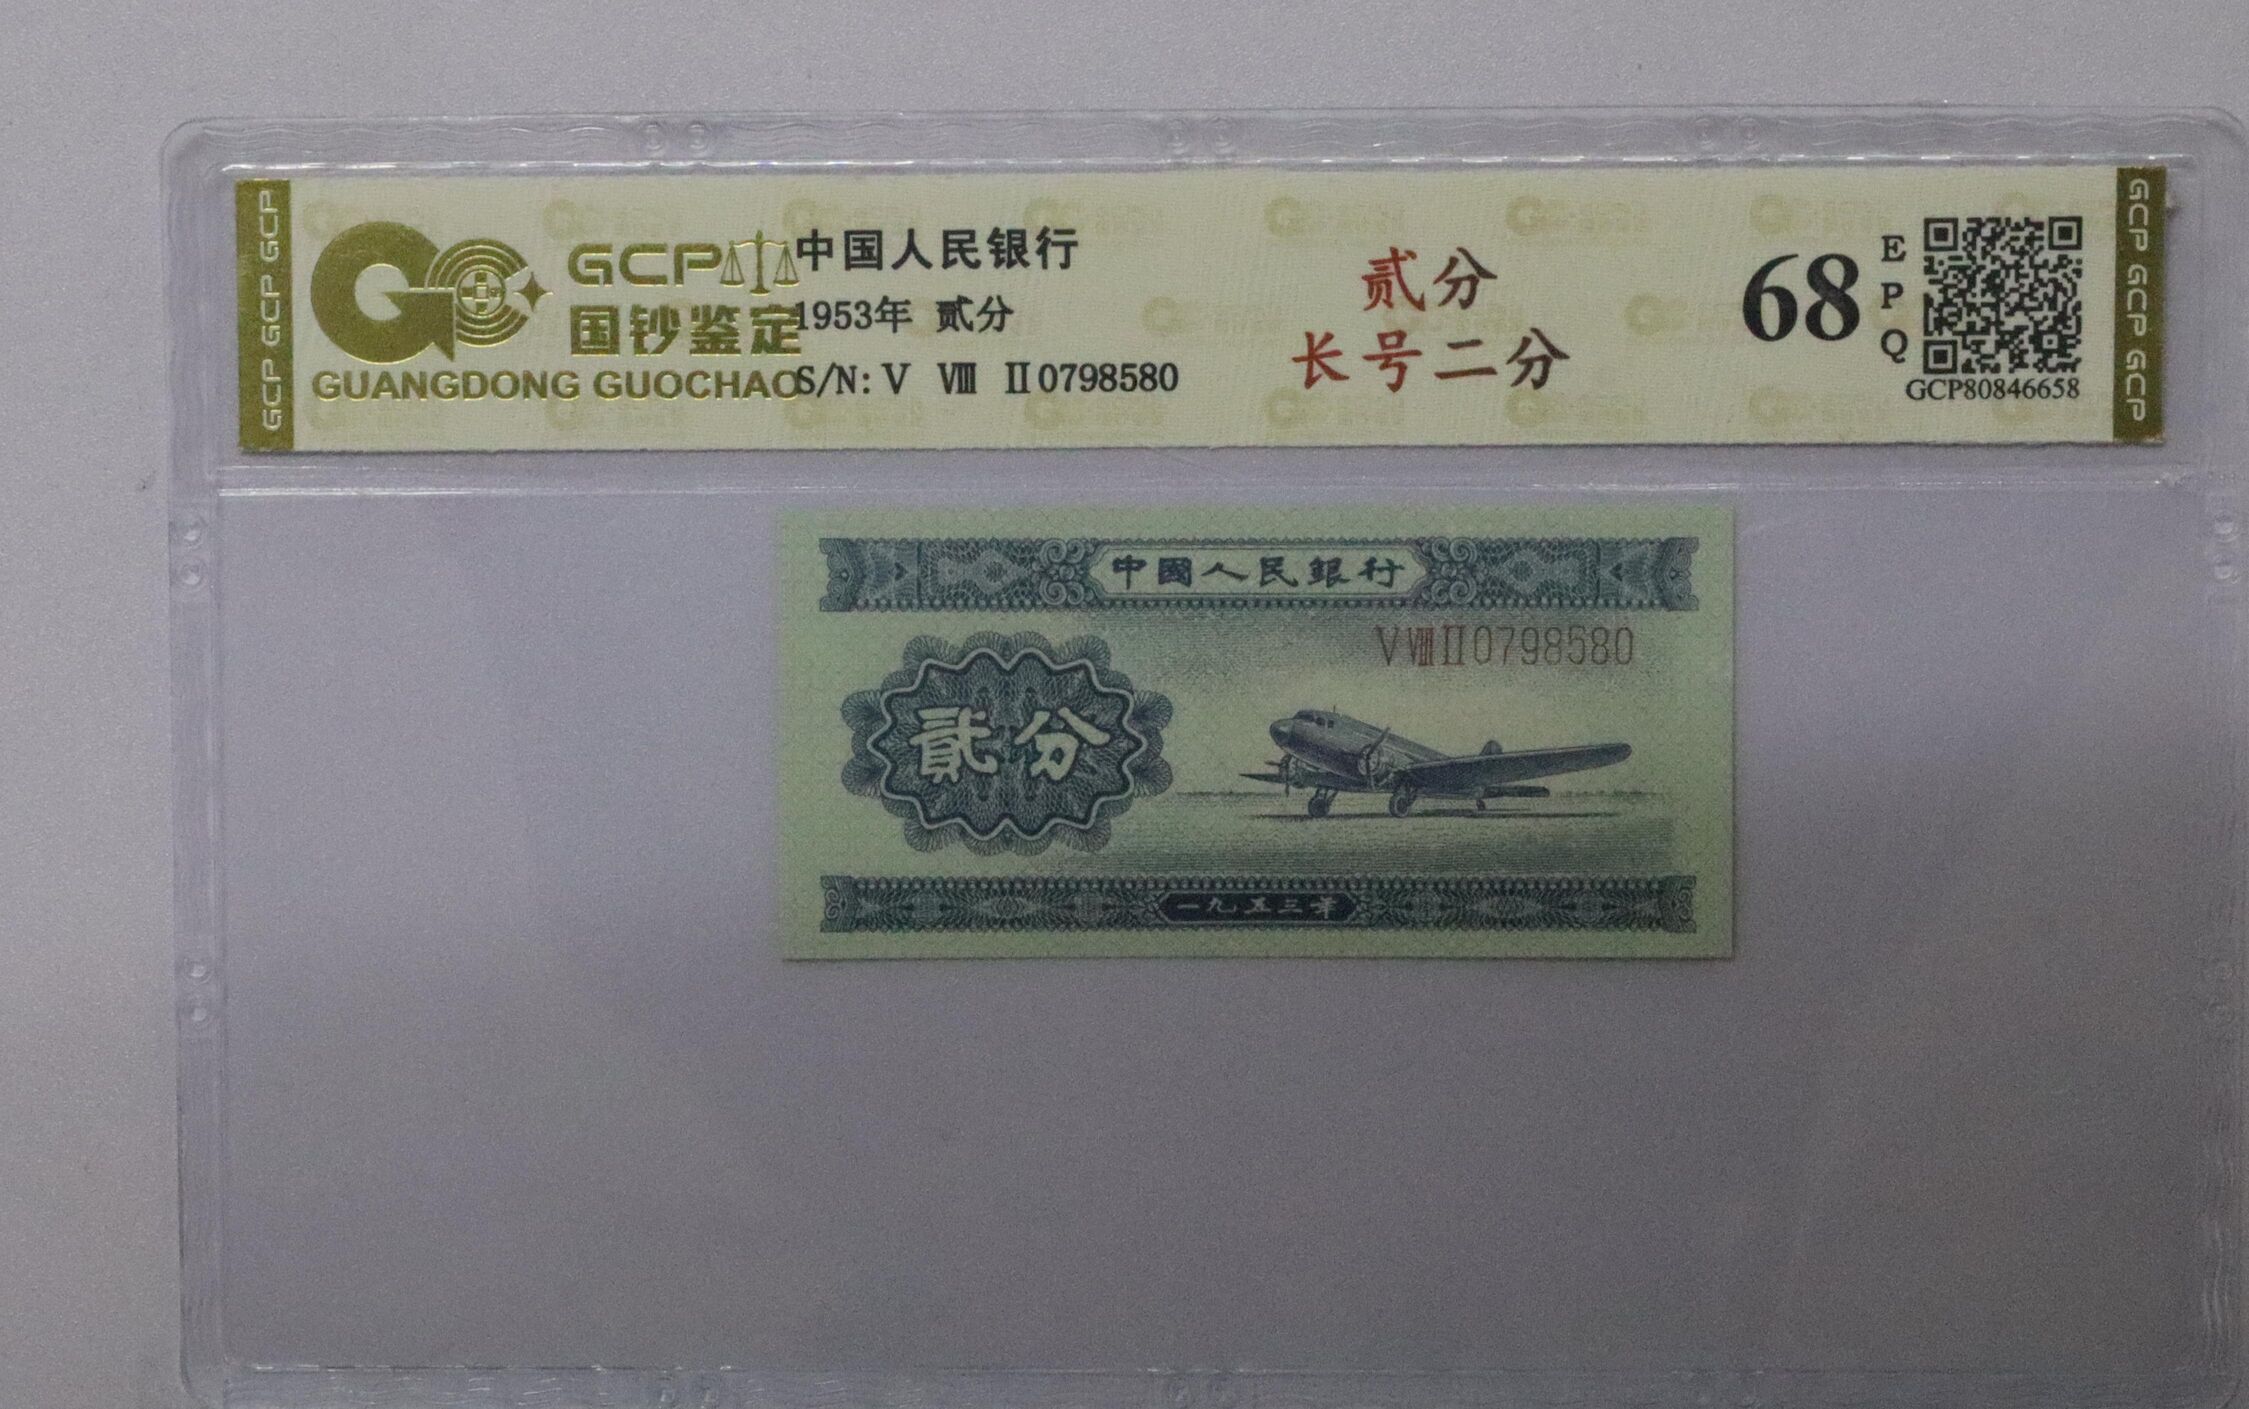 GCP GCP GCP
GCP
国钞鉴定
GUANGDONG GUOCHAO
中国人民银行
1953年 贰分
S/N: V Ⅷ Ⅱ0798580
贰分
长号二分
68
EPQ
GCP80846658
GCP GCP GCP
中國人民銀行
VⅧⅡ0798580
貳分
一九五三年